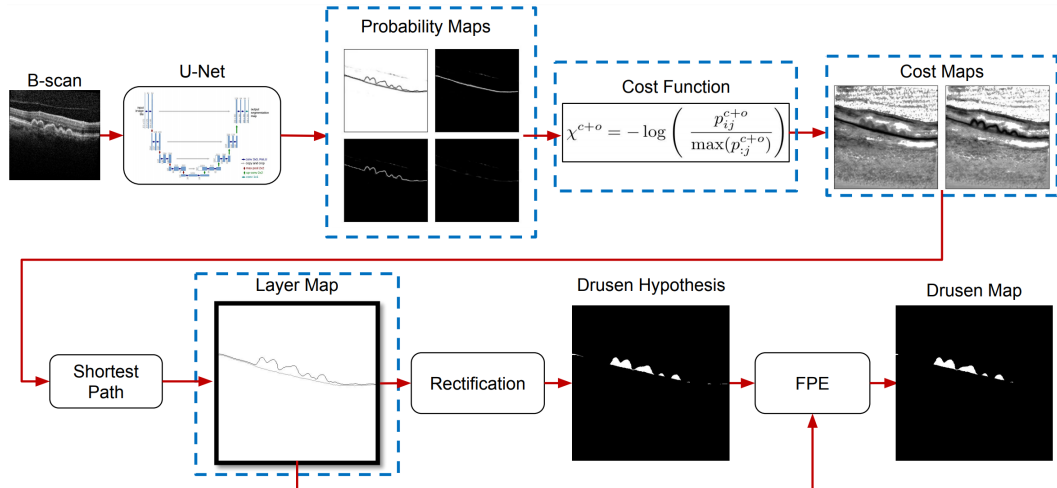 Probability Maps
B-scan
U-Net
Cost Function
Cost Maps
χ^{c+o} = − log ( p_{ij}^{c+o} / max(p_{:j}^{c+o}) )
Layer Map
Drusen Hypothesis
Drusen Map
Shortest
Path
Rectification
FPE